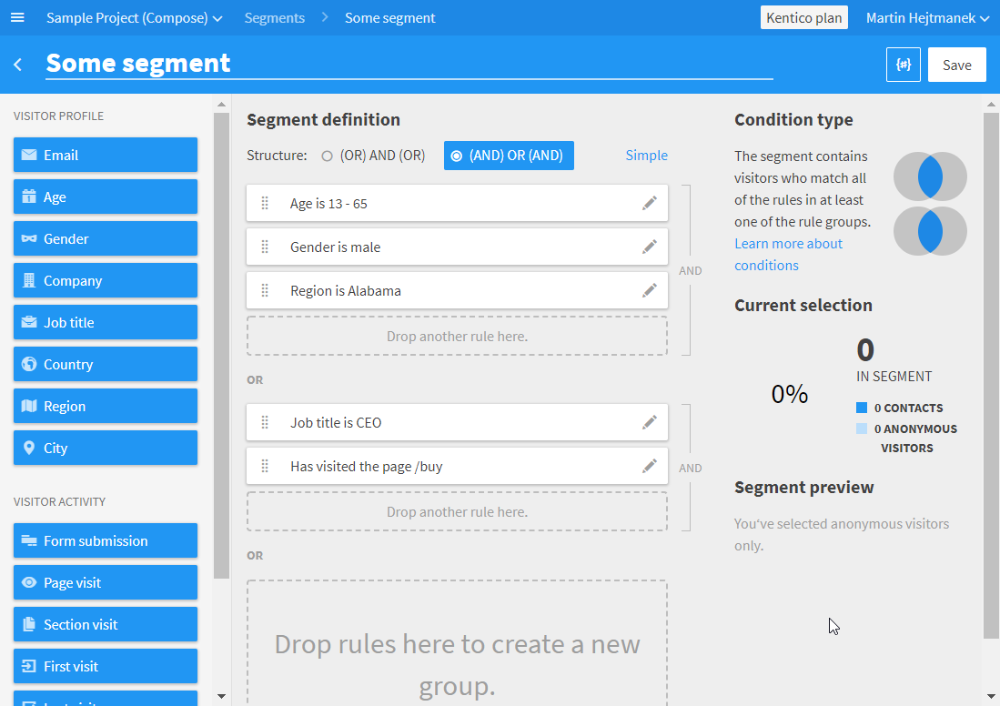 Sample Project (Compose)
Segments
Some segment
Kentico plan
Martin Hejtmanek
Some segment
{#}
Save
VISITOR PROFILE
Email
Age
Gender
Company
Job title
Country
Region
City
VISITOR ACTIVITY
Form submission
Page visit
Section visit
First visit
Segment definition
Structure:
(OR) AND (OR)
(AND) OR (AND)
Simple
Age is 13 - 65
Gender is male
Region is Alabama
Drop another rule here.
AND
OR
Job title is CEO
Has visited the page /buy
Drop another rule here.
AND
OR
Drop rules here to create a new
group.
Condition type
The segment contains
visitors who match all
of the rules in at least
one of the rule groups.
Learn more about
conditions
Current selection
0%
0
IN SEGMENT
0 CONTACTS
0 ANONYMOUS
VISITORS
Segment preview
You've selected anonymous visitors
only.